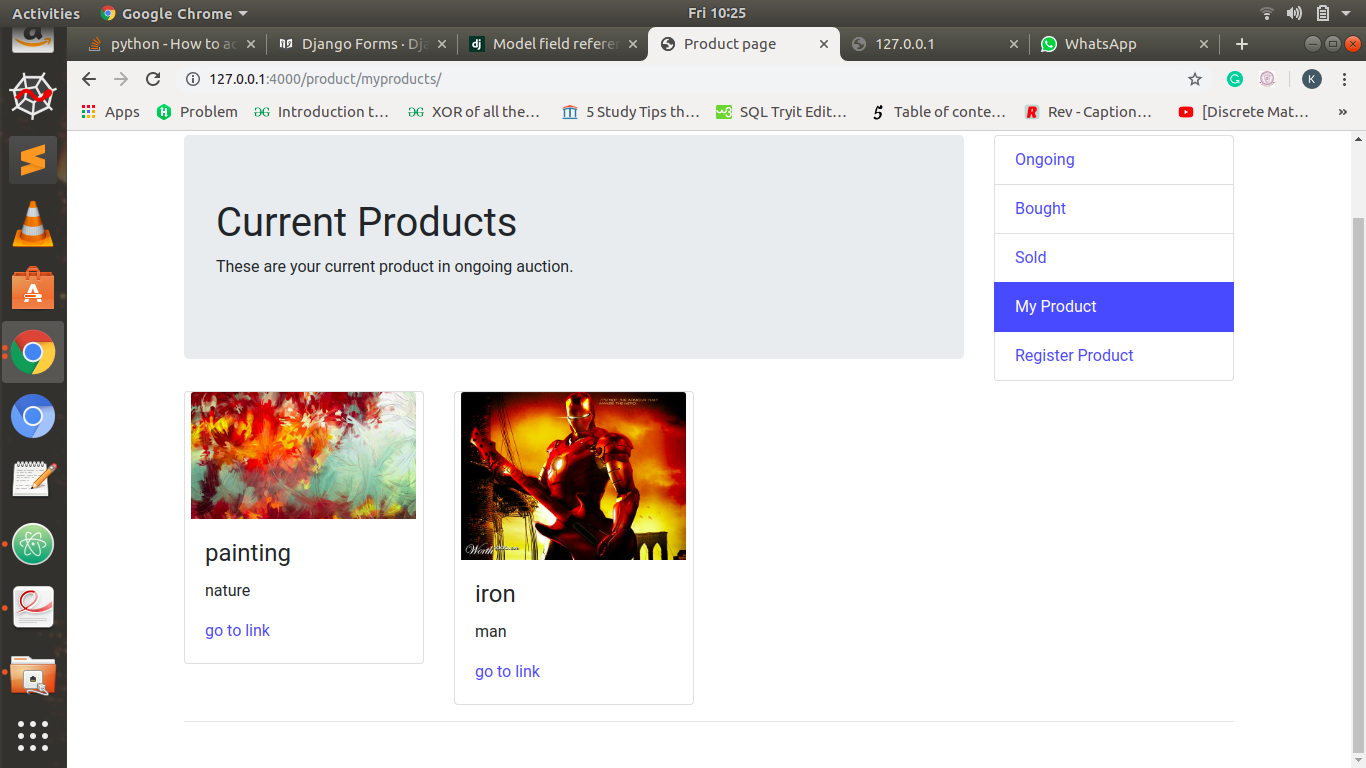 Activities
Google Chrome
Fri 10:25
python - How to ac
Django Forms · Dja
Model field referen
Product page
127.0.0.1
WhatsApp
127.0.0.1:4000/product/myproducts/
K
Apps
Problem
Introduction t...
XOR of all the...
5 Study Tips th...
SQL Tryit Edit...
Table of conte...
Rev - Caption...
[Discrete Mat...
»
Current Products
These are your current product in ongoing auction.
Ongoing
Bought
Sold
My Product
Register Product
painting
nature
go to link
iron
man
go to link